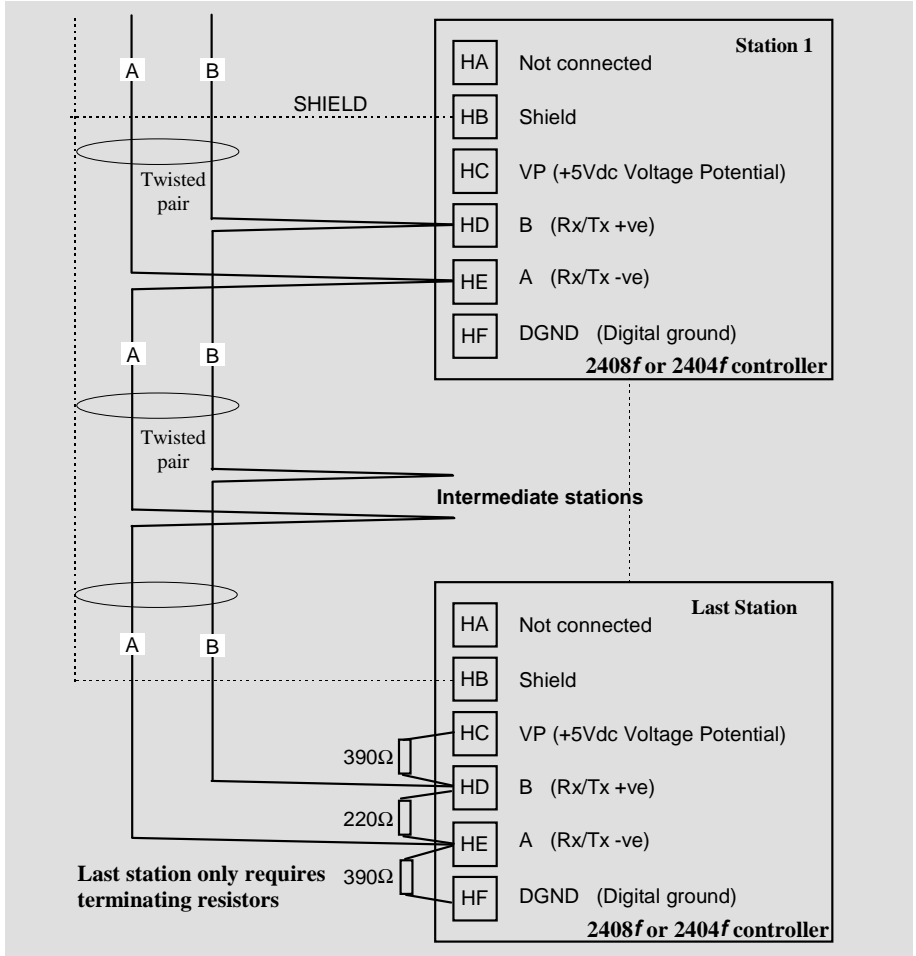 Station 1
HA Not connected
A B
SHIELD
HB Shield
HC VP (+5Vdc Voltage Potential)
Twisted
pair
HD B (Rx/Tx +ve)
HE A (Rx/Tx -ve)
HF DGND (Digital ground)
A B
2408f or 2404f controller
Twisted
pair
Intermediate stations
Last Station
HA Not connected
A B
HB Shield
HC VP (+5Vdc Voltage Potential)
390Ω
HD B (Rx/Tx +ve)
220Ω
HE A (Rx/Tx -ve)
Last station only requires
terminating resistors
390Ω
HF DGND (Digital ground)
2408f or 2404f controller